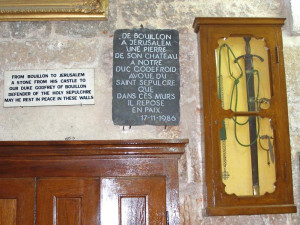 FROM BOUILLON TO JERUSALEM
A STONE FROM HIS CASTLE TO
OUR DUKE GODFREY OF BOUILLON
DEFENDER OF THE HOLY SEPULCHRE
MAY HE REST IN PEACE IN THESE WALLS
DE BOUILLON
A JERUSALEM
UNE PIERRE
DE SON CHATEAU
A NOTRE
DUC GODEFROID
AVOUE DU
SAINT SEPULCRE
QUE
DANS CES MURS
IL REPOSE
EN PAIX
17-11-1986